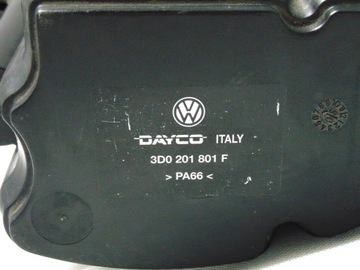 DAYCO ITALY
3D0 201 801 F
> PA66 <